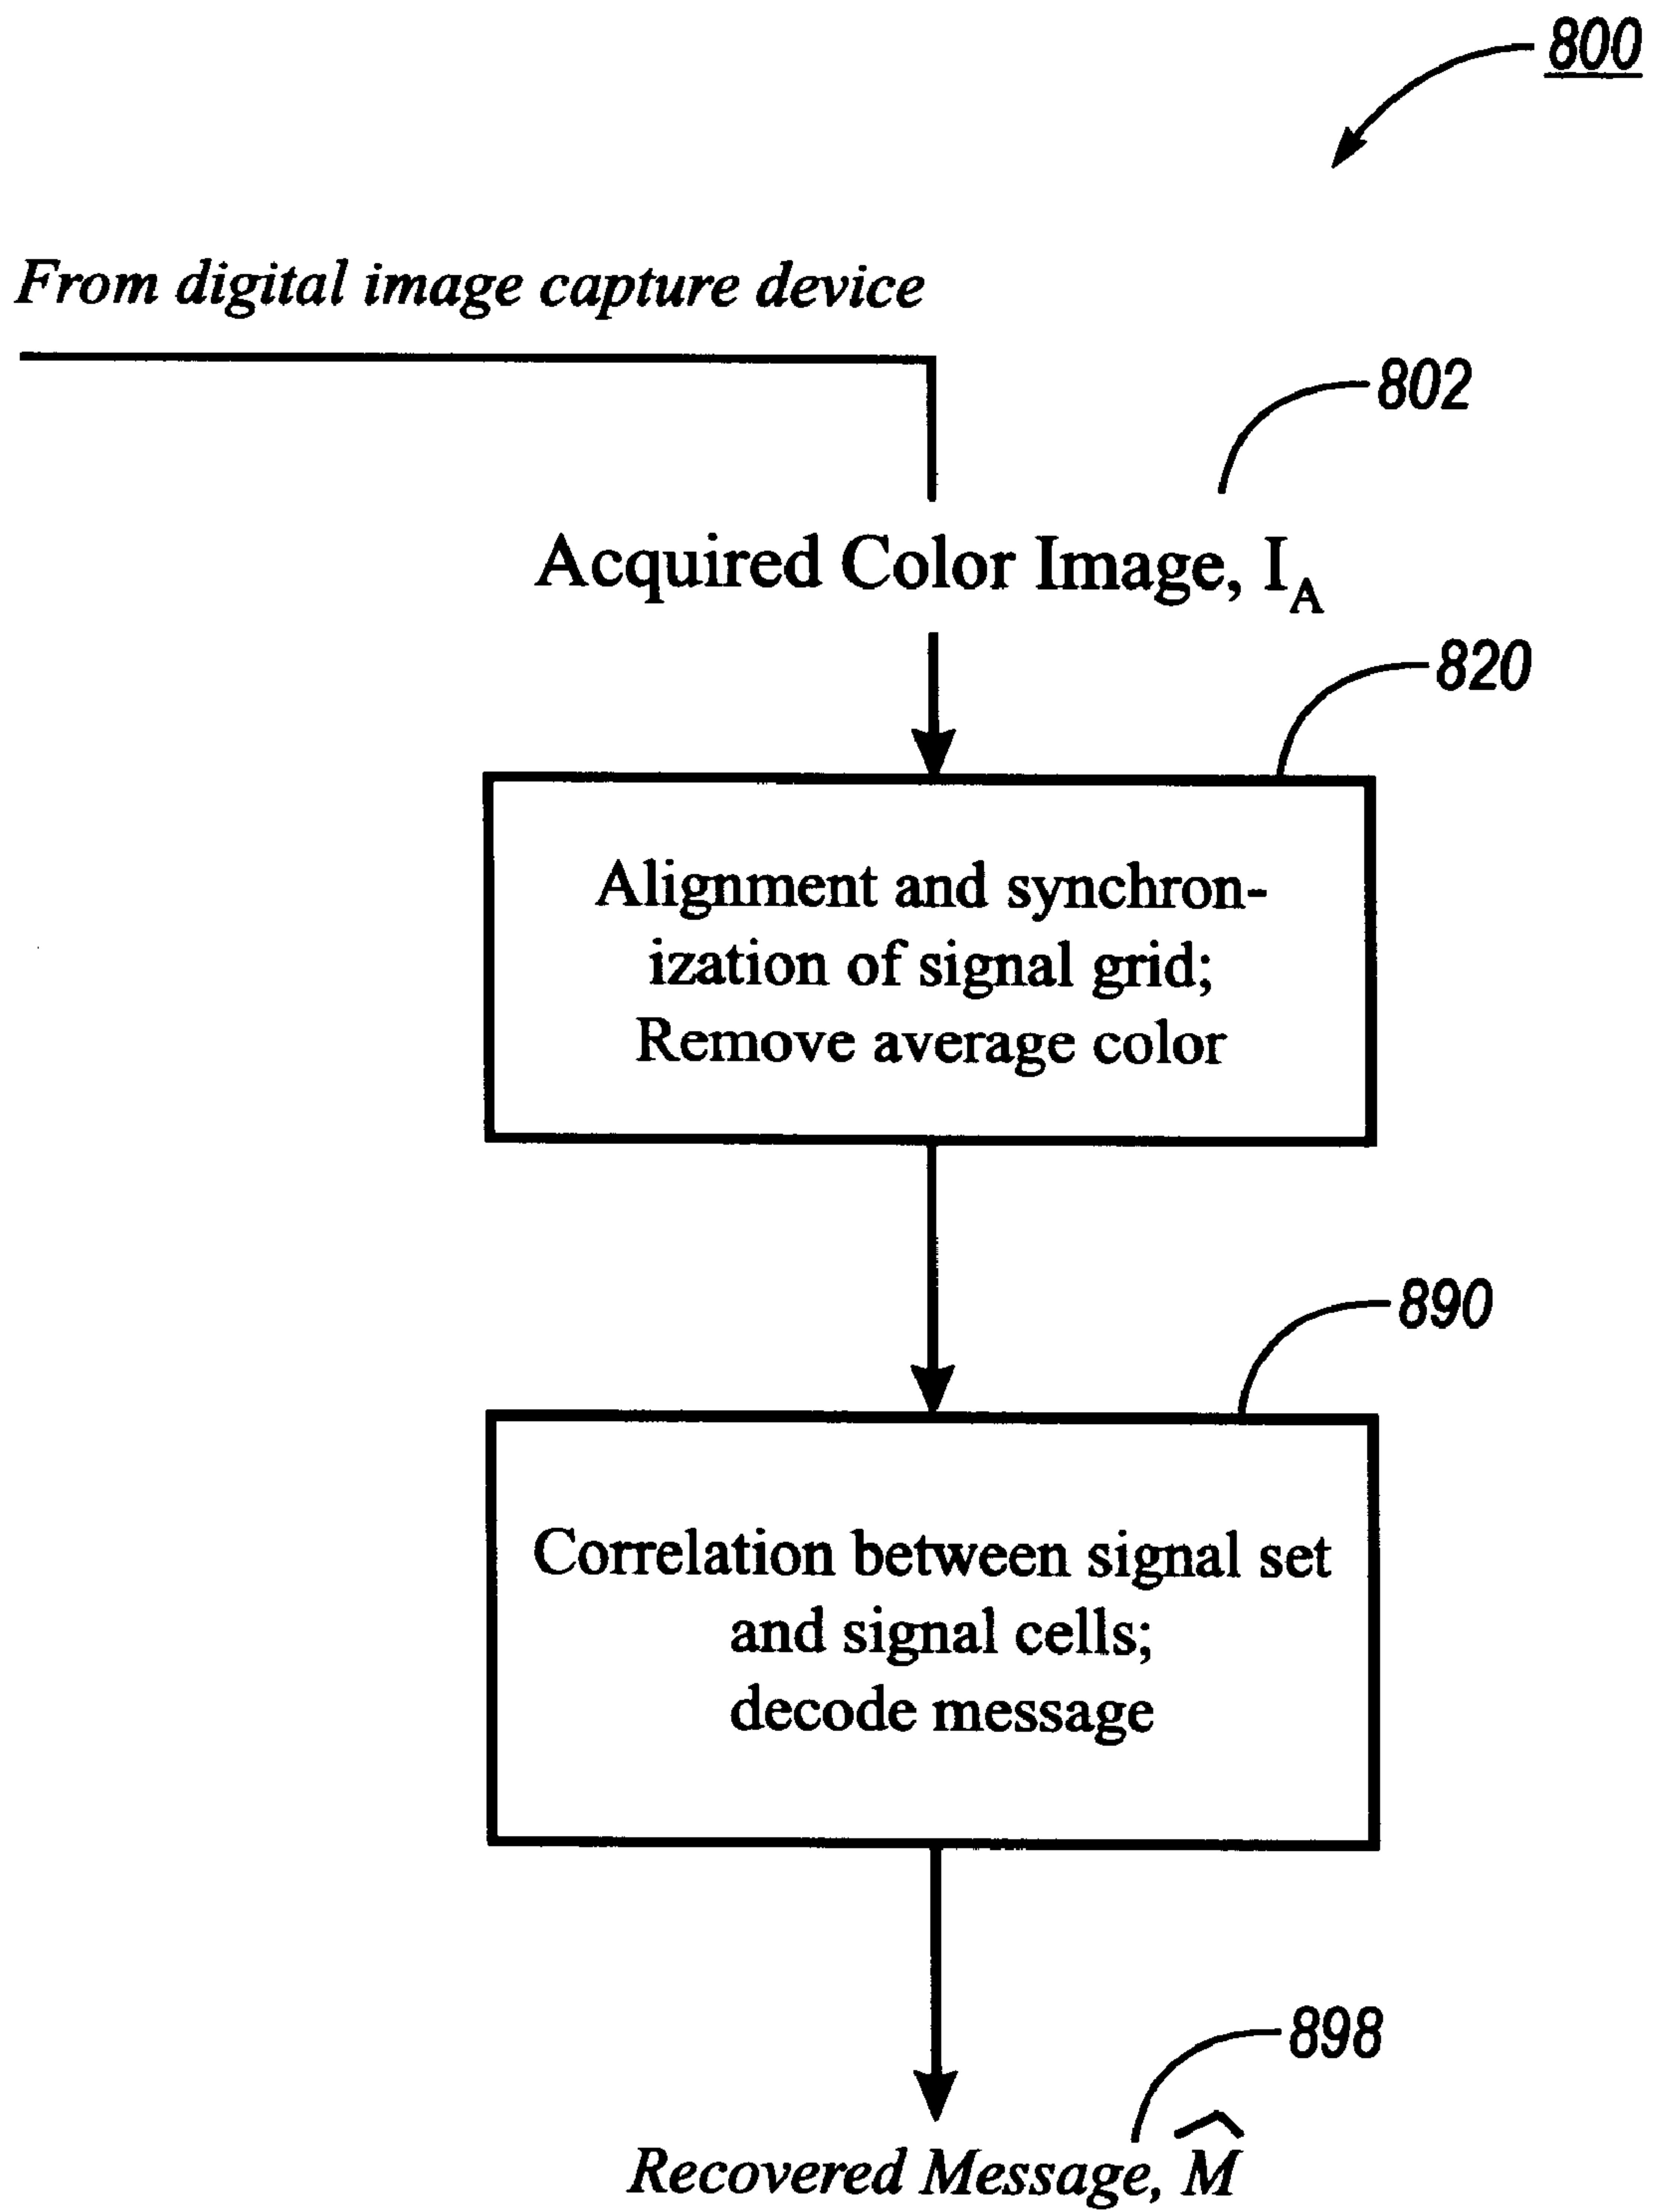 800
From digital image capture device
802
Acquired Color Image, I_A
820
Alignment and synchron-
ization of signal grid;
Remove average color
890
Correlation between signal set
and signal cells;
decode message
898
Recovered Message, M̂